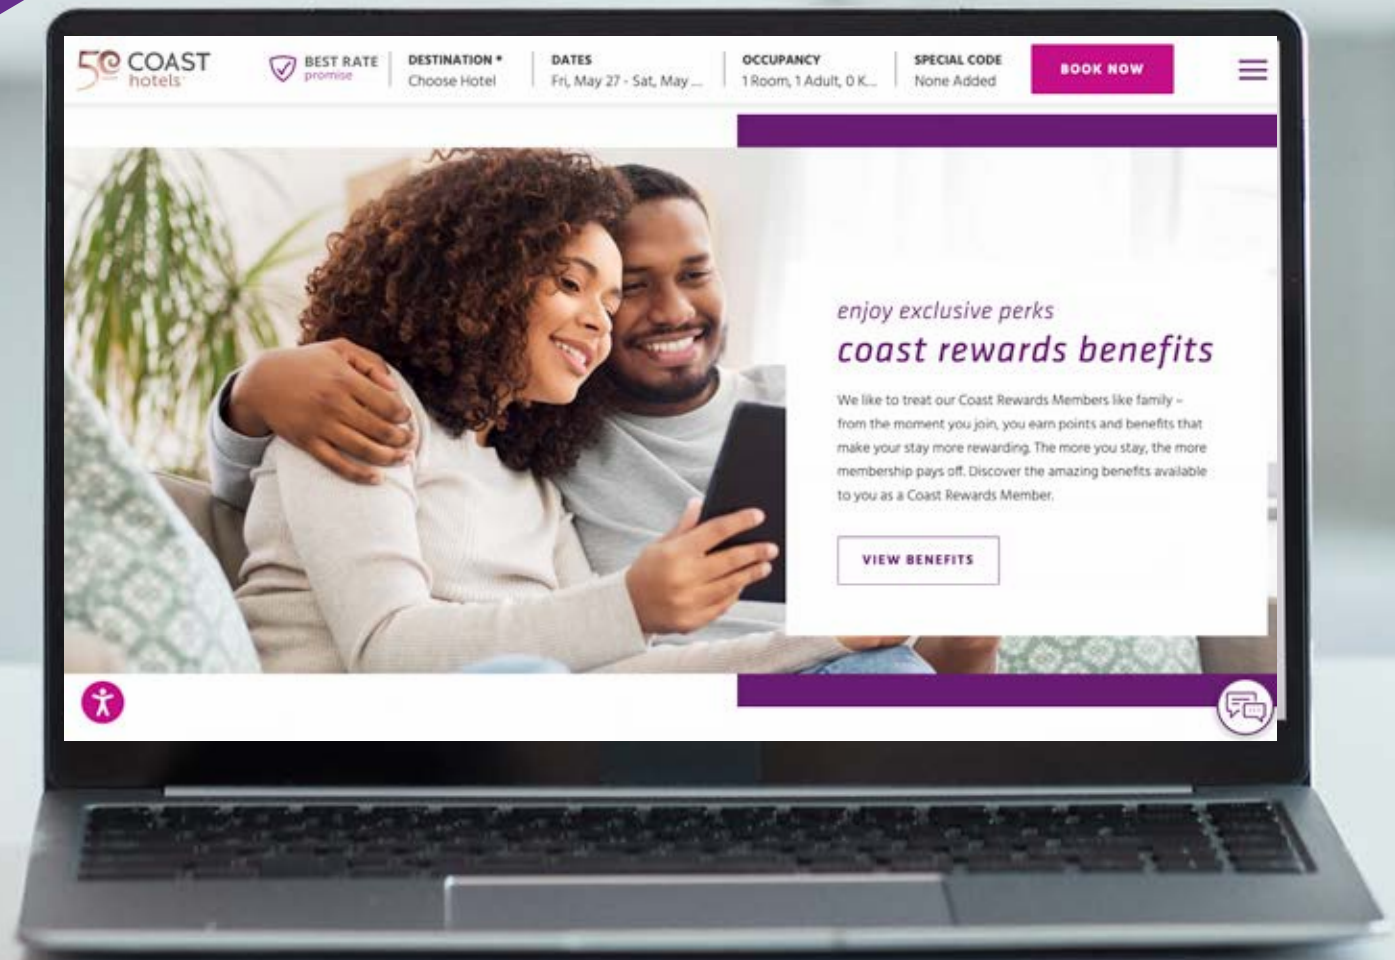 50 COAST
hotels
BEST RATE
promise
DESTINATION *
Choose Hotel
DATES
Fri, May 27 - Sat, May ...
OCCUPANCY
1 Room, 1 Adult, 0 K...
SPECIAL CODE
None Added
BOOK NOW
enjoy exclusive perks
coast rewards benefits
We like to treat our Coast Rewards Members like family –
from the moment you join, you earn points and benefits that
make your stay more rewarding. The more you stay, the more
membership pays off. Discover the amazing benefits available
to you as a Coast Rewards Member.
VIEW BENEFITS